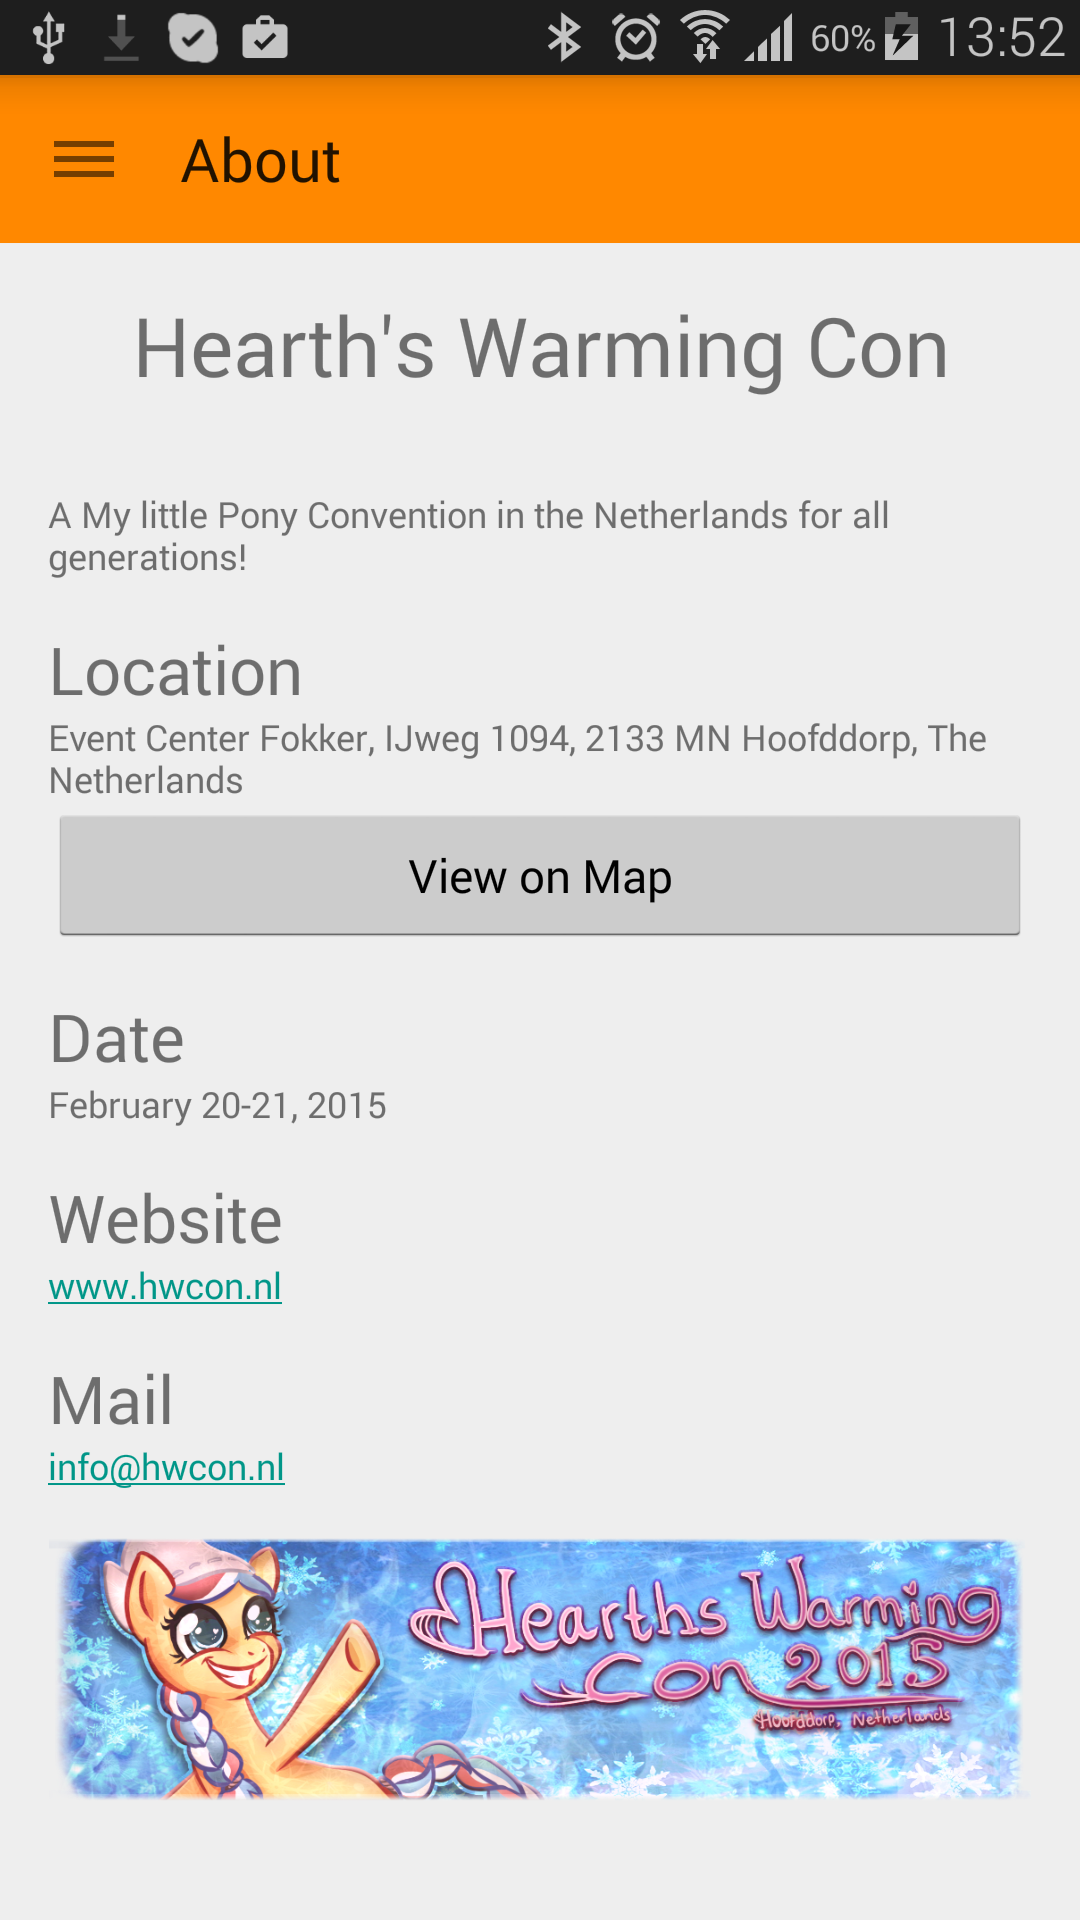 60% 13:52
About
Hearth's Warming Con
A My little Pony Convention in the Netherlands for all
generations!
Location
Event Center Fokker, IJweg 1094, 2133 MN Hoofddorp, The
Netherlands
View on Map
Date
February 20-21, 2015
Website
www.hwcon.nl
Mail
info@hwcon.nl
Hearths Warming
Con 2015
Hoofddorp, Netherlands